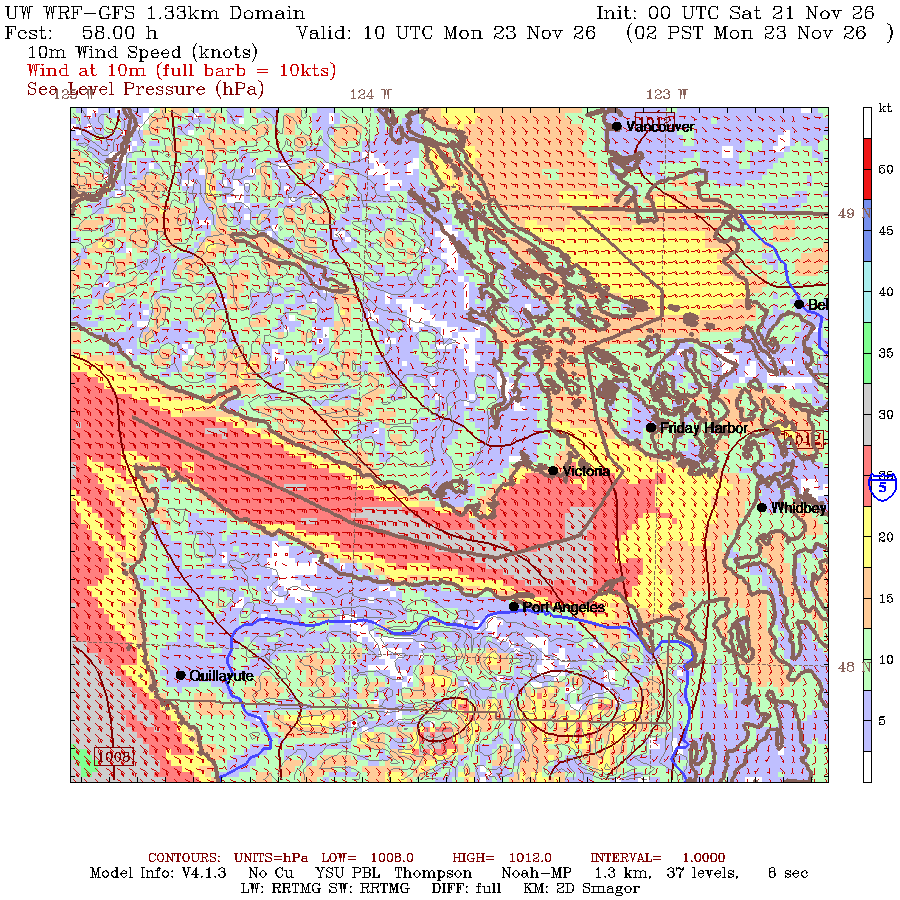 UW WRF-GFS 1.33km Domain Init: 00 UTC Sat 21 Nov 26
Fcst: 58.00 h Valid: 10 UTC Mon 23 Nov 26 (02 PST Mon 23 Nov 26 )
10m Wind Speed (knots)
Wind at 10m (full barb = 10kts)
Sea Level Pressure (hPa)
124 W 123 W
kt
Vancouver
60
49 N
45
40
Bel
35
30
Friday Harbor
1012
25
Victoria
5
Whidbey
20
15
Port Angeles
10
48 N
Quillayute
5
1008
CONTOURS: UNITS=hPa LOW= 1008.0 HIGH= 1012.0 INTERVAL= 1.0000
Model Info: V4.1.3 No Cu YSU PBL Thompson Noah-MP 1.3 km, 37 levels, 8 sec
LW: RRTMG SW: RRTMG DIFF: full KM: 2D Smagor